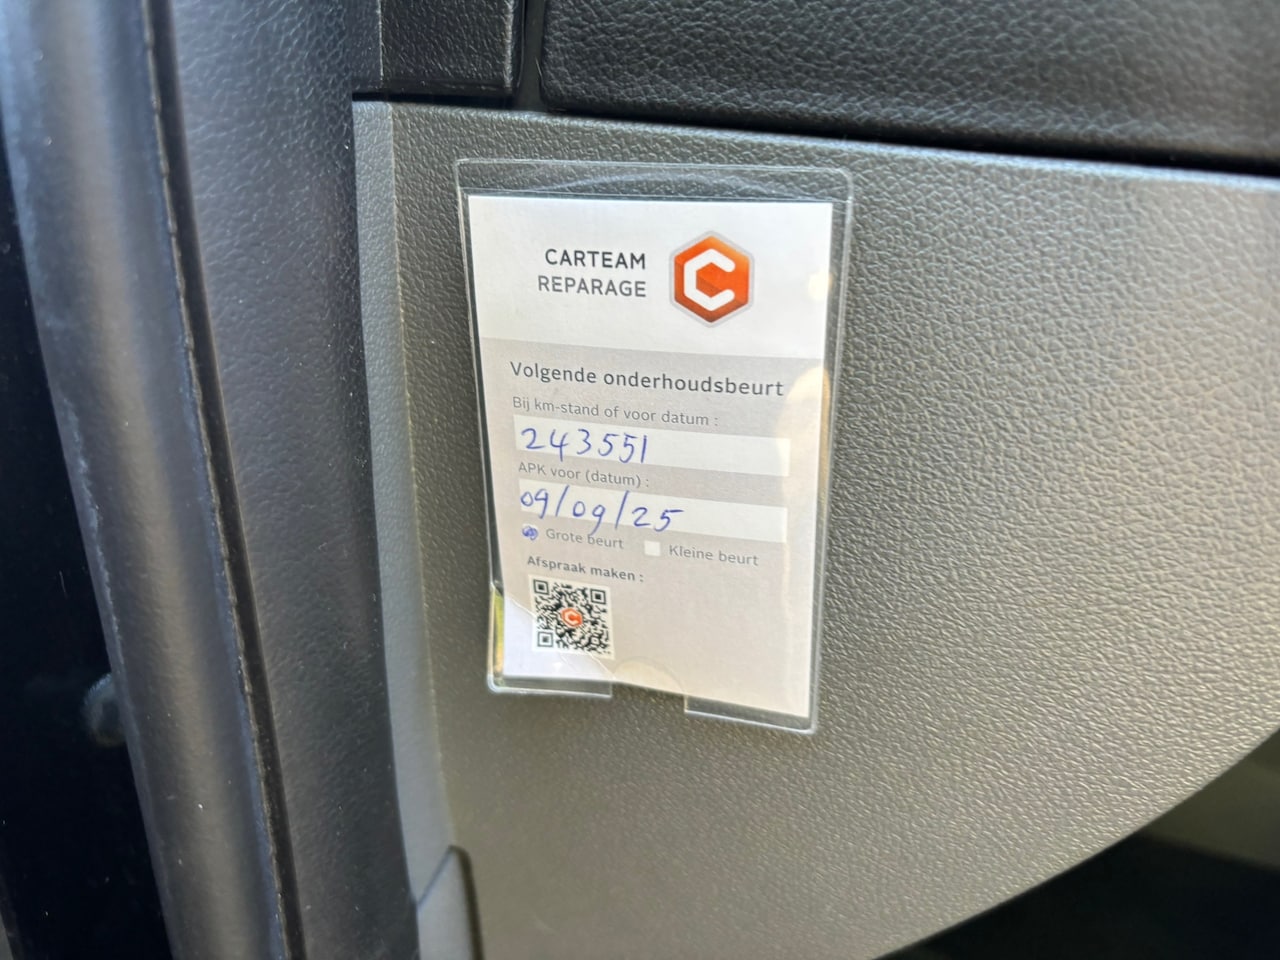 CARTEAM
REPARAGE
Volgende onderhoudsbeurt
Bij km-stand of voor datum :
243551
APK voor (datum) :
09/09/25
Grote beurt Kleine beurt
Afspraak maken :